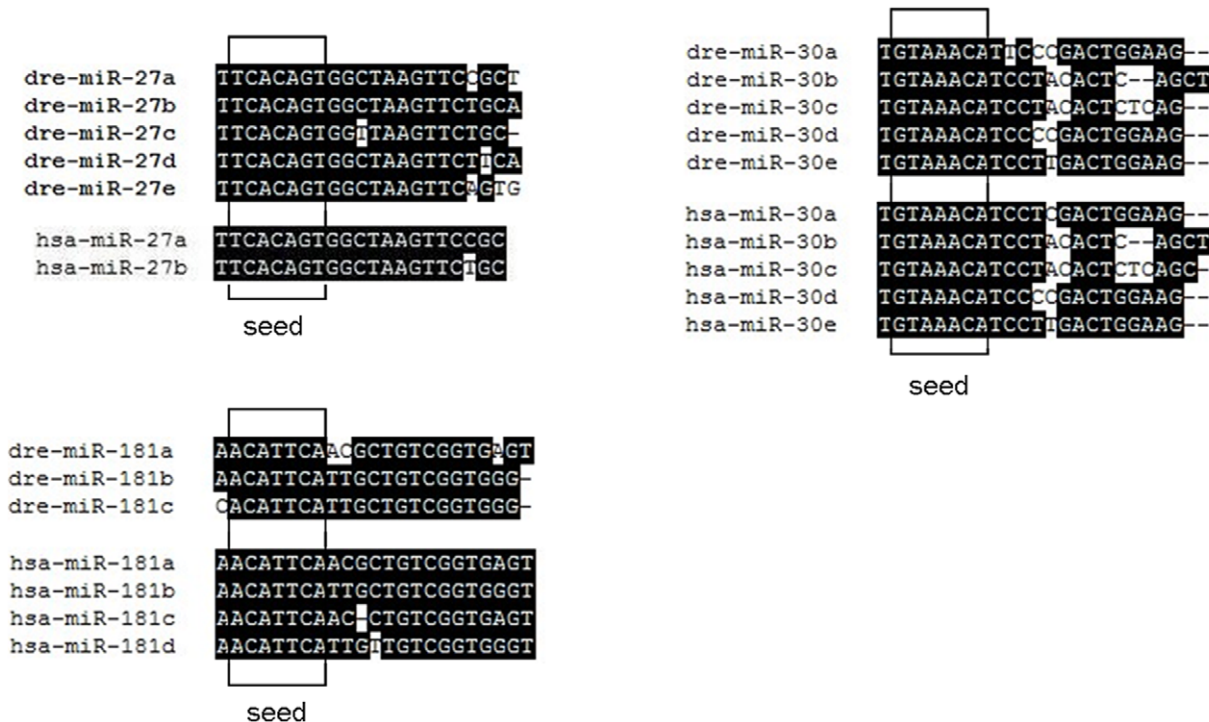 dre-miR-27a TTCACAGTGGCTAAGTTCCGCT
dre-miR-27b TTCACAGTGGCTAAGTTCTGCA
dre-miR-27c TTCACAGTGGTTAAGTTCTGC-
dre-miR-27d TTCACAGTGGCTAAGTTCTTCA
dre-miR-27e TTCACAGTGGCTAAGTTCAGTG
hsa-miR-27a TTCACAGTGGCTAAGTTCCGC
hsa-miR-27b TTCACAGTGGCTAAGTTCTGC
seed
dre-miR-30a TGTAAACATTCCCGACTGGAAG--
dre-miR-30b TGTAAACATCCTACACTC--AGCT
dre-miR-30c TGTAAACATCCTACACTCTCAG--
dre-miR-30d TGTAAACATCCCCGACTGGAAG--
dre-miR-30e TGTAAACATCCTTGACTGGAAG--
hsa-miR-30a TGTAAACATCCTCGACTGGAAG--
hsa-miR-30b TGTAAACATCCTACACTC--AGCT
hsa-miR-30c TGTAAACATCCTACACTCTCAGC-
hsa-miR-30d TGTAAACATCCCCGACTGGAAG--
hsa-miR-30e TGTAAACATCCTTGACTGGAAG--
seed
dre-miR-181a AACATTCAACGCTGTCGGTGAGT
dre-miR-181b AACATTCATTGCTGTCGGTGGG-
dre-miR-181c CACATTCATTGCTGTCGGTGGG-
hsa-miR-181a AACATTCAACGCTGTCGGTGAGT
hsa-miR-181b AACATTCATTGCTGTCGGTGGGT
hsa-miR-181c AACATTCAAC-CTGTCGGTGAGT
hsa-miR-181d AACATTCATTGTTGTCGGTGGGT
seed